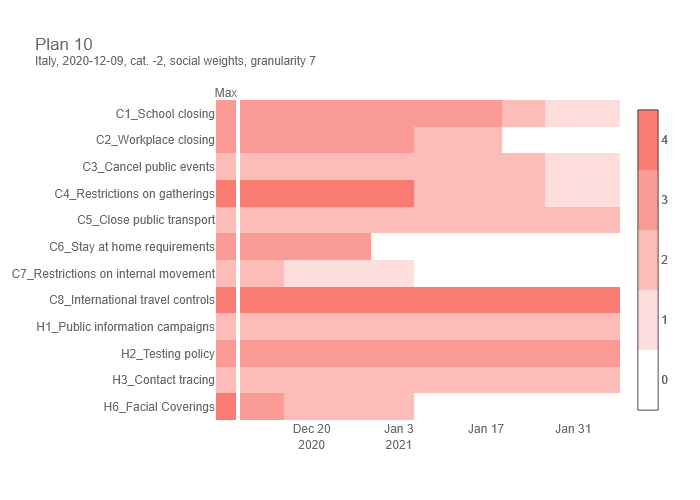 Plan 10
Italy, 2020-12-09, cat. -2, social weights, granularity 7
Max
C1_School closing
C2_Workplace closing
C3_Cancel public events
C4_Restrictions on gatherings
C5_Close public transport
C6_Stay at home requirements
C7_Restrictions on internal movement
C8_International travel controls
H1_Public information campaigns
H2_Testing policy
H3_Contact tracing
H6_Facial Coverings
Dec 20 Jan 3 Jan 17 Jan 31
2020 2021
4
3
2
1
0